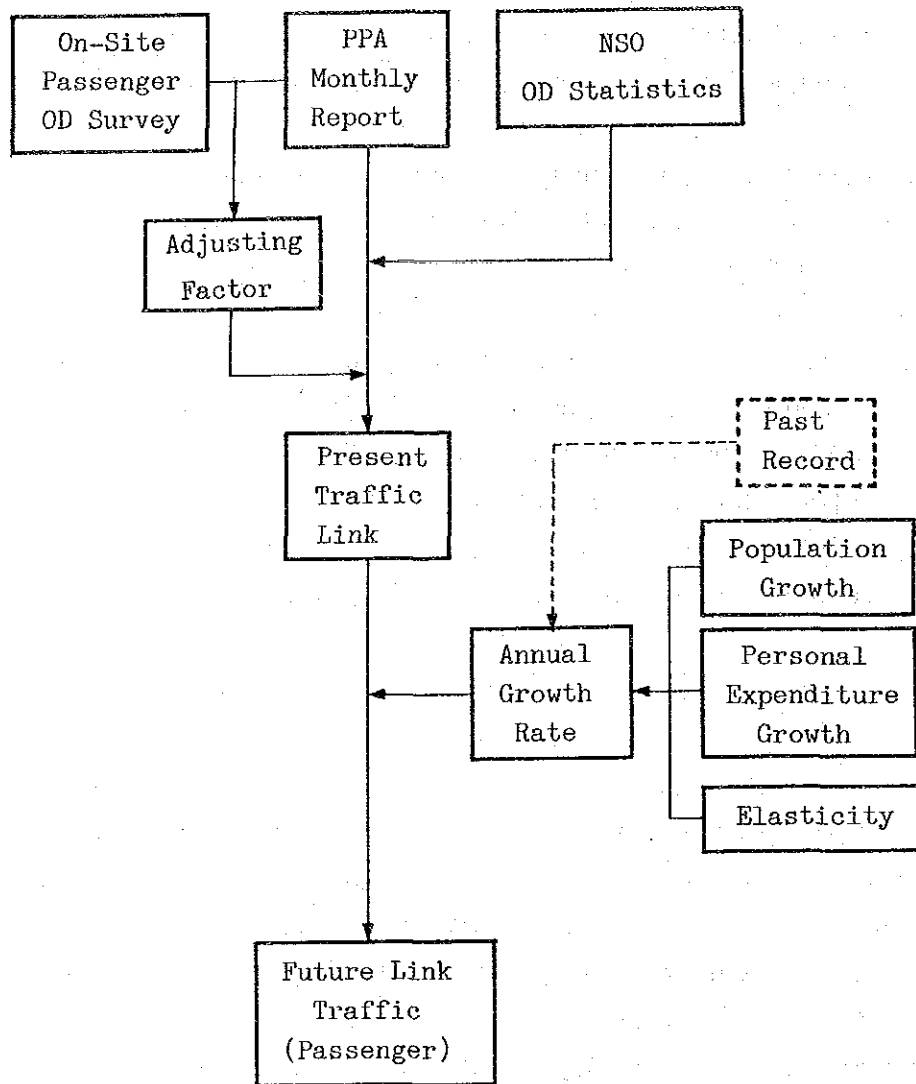 On-Site
Passenger
OD Survey
PPA
Monthly
Report
NSO
OD Statistics
Adjusting
Factor
Present
Traffic
Link
Past
Record
Population
Growth
Annual
Growth
Rate
Personal
Expenditure
Growth
Elasticity
Future Link
Traffic
(Passenger)